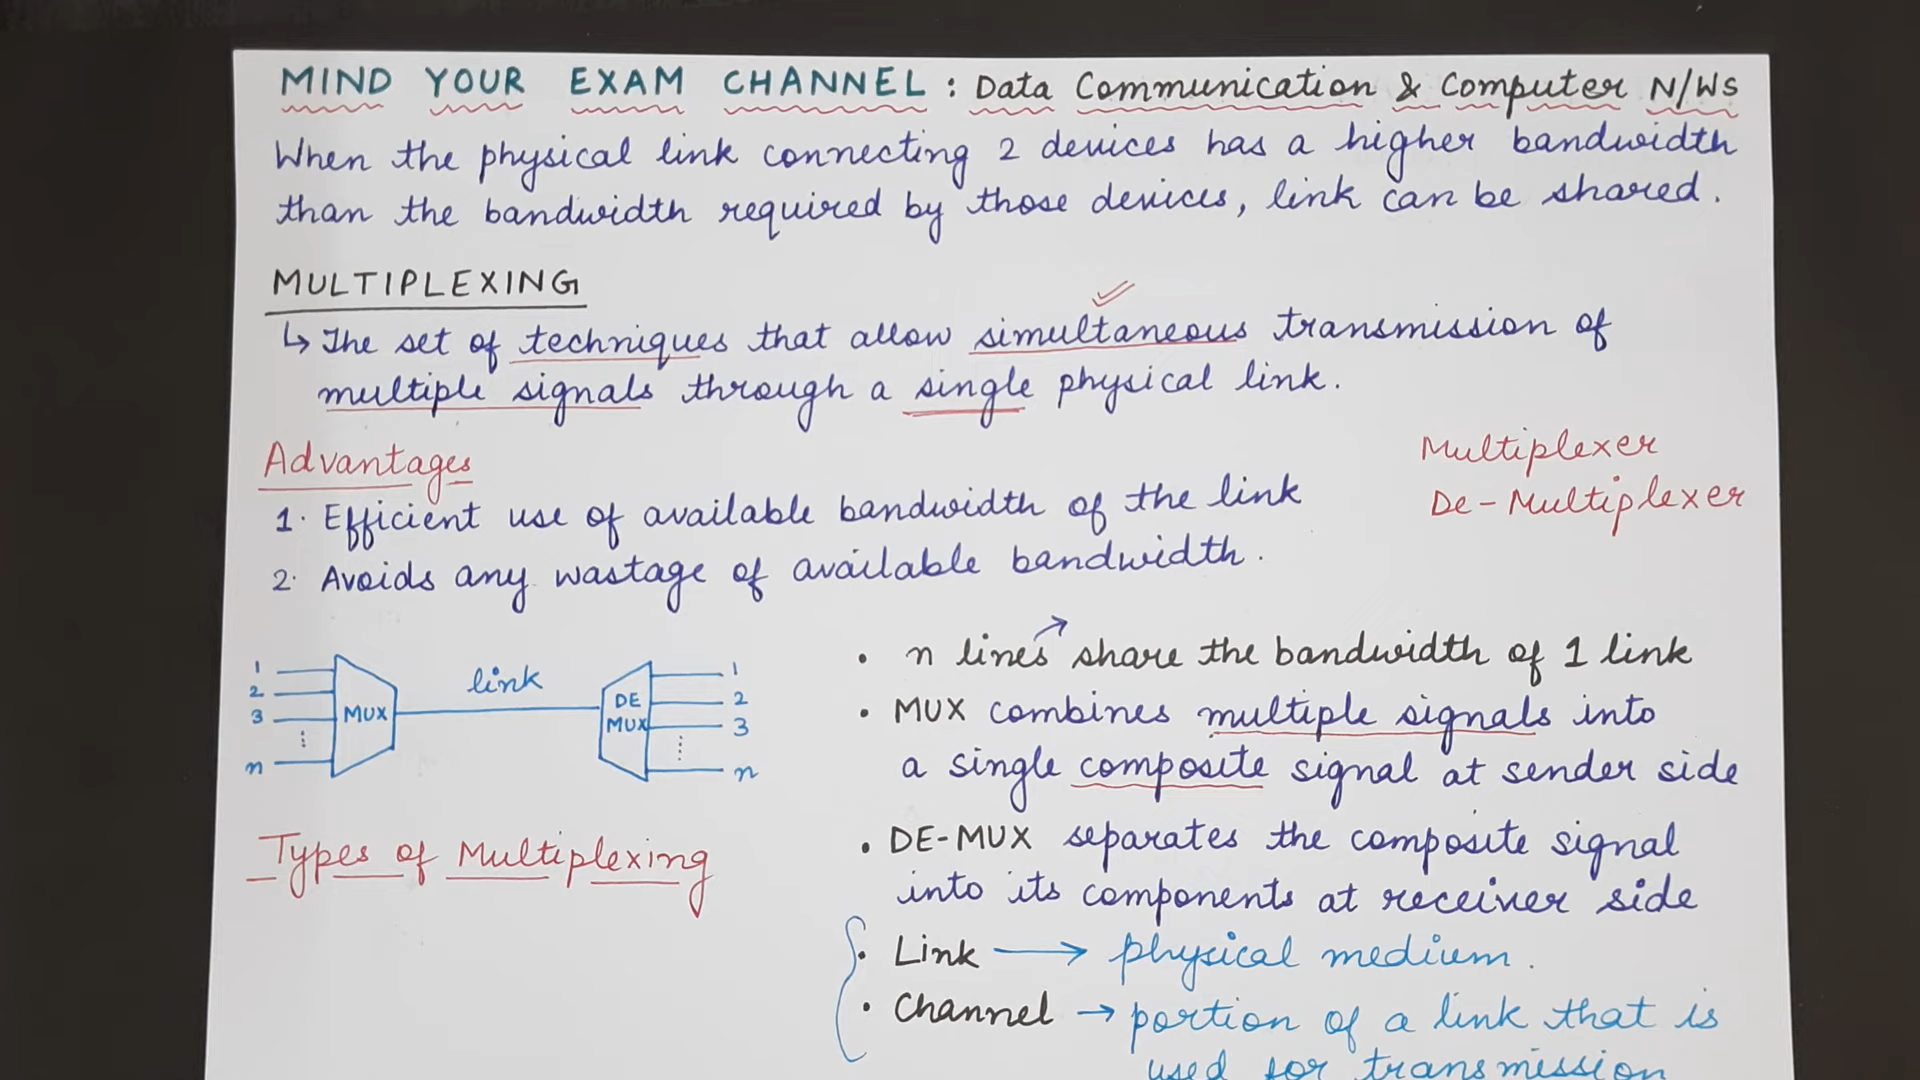 MIND YOUR EXAM CHANNEL : Data Communication & Computer N/Ws
When the physical link connecting 2 devices has a higher bandwidth
than the bandwidth required by those devices, link can be shared.
MULTIPLEXING
↳ The set of techniques that allow simultaneous transmission of
multiple signals through a single physical link.
Advantages
1. Efficient use of available bandwidth of the link
2. Avoids any wastage of available bandwidth.
Multiplexer
De-Multiplexer
1
2
3
n
MUX
link
DE
MUX
1
2
3
n
• n lines share the bandwidth of 1 link
• MUX combines multiple signals into
a single composite signal at sender side
• DE-MUX separates the composite signal
into its components at receiver side
• Link → physical medium.
• Channel → portion of a link that is
used for transmission
Types of Multiplexing